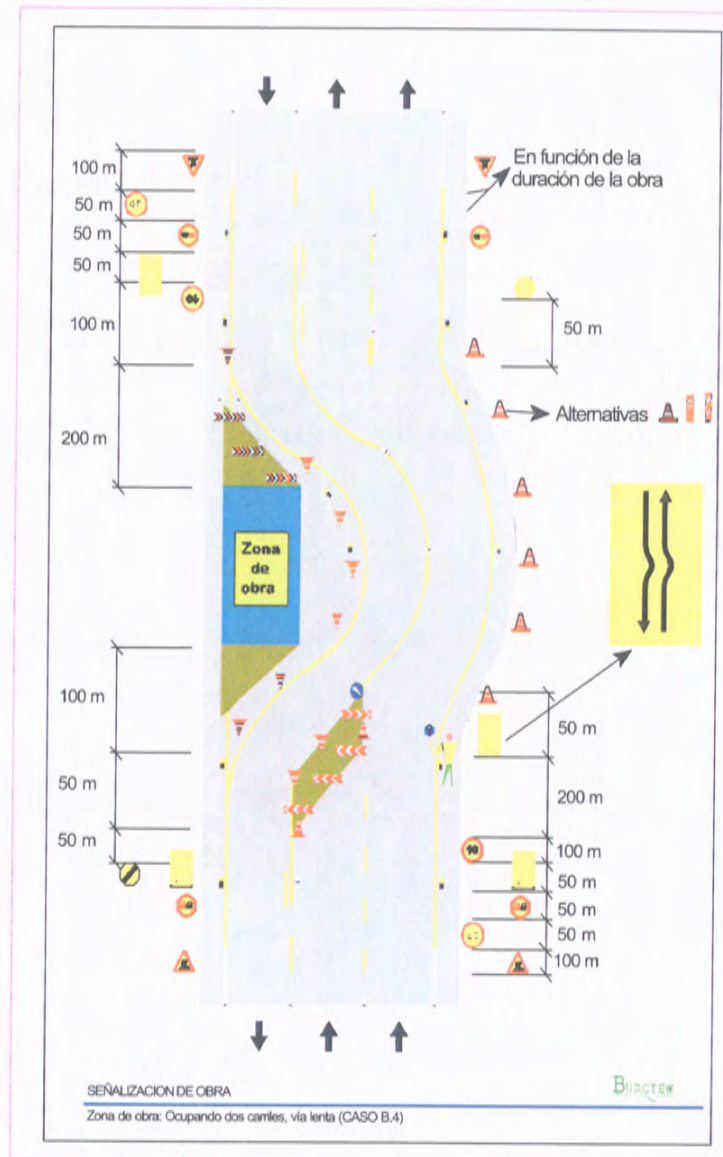 100 m
50 m
50 m
50 m
100 m
200 m
100 m
50 m
50 m
En función de la
duración de la obra
50 m
Alternativas
Zona
de
obra
50 m
200 m
100 m
50 m
50 m
50 m
100 m
SEÑALIZACION DE OBRA
BURGTEK
Zona de obra: Ocupando dos carriles, vía lenta (CASO B.4)